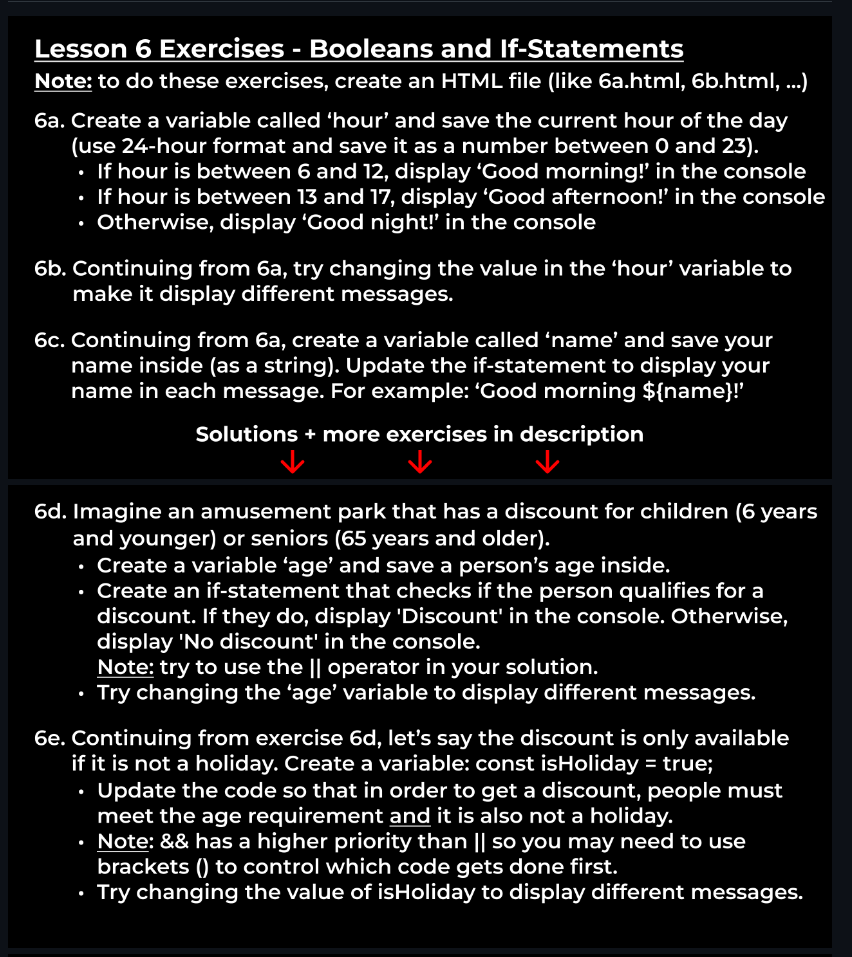 Lesson 6 Exercises - Booleans and If-Statements
Note: to do these exercises, create an HTML file (like 6a.html, 6b.html, ...)
6a. Create a variable called ‘hour’ and save the current hour of the day
(use 24-hour format and save it as a number between 0 and 23).
• If hour is between 6 and 12, display ‘Good morning!’ in the console
• If hour is between 13 and 17, display ‘Good afternoon!’ in the console
• Otherwise, display ‘Good night!’ in the console
6b. Continuing from 6a, try changing the value in the ‘hour’ variable to
make it display different messages.
6c. Continuing from 6a, create a variable called ‘name’ and save your
name inside (as a string). Update the if-statement to display your
name in each message. For example: ‘Good morning ${name}!’
Solutions + more exercises in description
6d. Imagine an amusement park that has a discount for children (6 years
and younger) or seniors (65 years and older).
• Create a variable ‘age’ and save a person’s age inside.
• Create an if-statement that checks if the person qualifies for a
discount. If they do, display 'Discount' in the console. Otherwise,
display 'No discount' in the console.
Note: try to use the || operator in your solution.
• Try changing the ‘age’ variable to display different messages.
6e. Continuing from exercise 6d, let’s say the discount is only available
if it is not a holiday. Create a variable: const isHoliday = true;
• Update the code so that in order to get a discount, people must
meet the age requirement and it is also not a holiday.
• Note: && has a higher priority than || so you may need to use
brackets () to control which code gets done first.
• Try changing the value of isHoliday to display different messages.